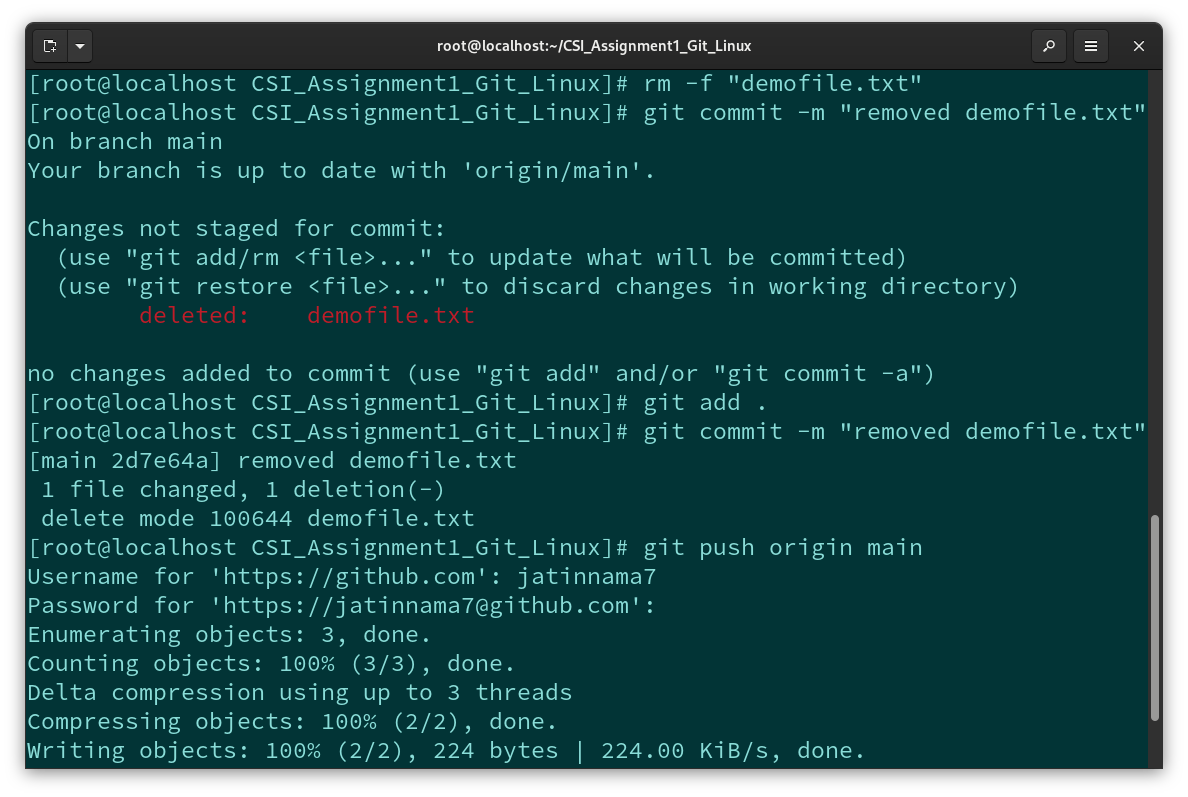 root@localhost:~/CSI_Assignment1_Git_Linux
[root@localhost CSI_Assignment1_Git_Linux]# rm -f "demofile.txt"
[root@localhost CSI_Assignment1_Git_Linux]# git commit -m "removed demofile.txt"
On branch main
Your branch is up to date with 'origin/main'.

Changes not staged for commit:
  (use "git add/rm <file>..." to update what will be committed)
  (use "git restore <file>..." to discard changes in working directory)
        deleted:    demofile.txt

no changes added to commit (use "git add" and/or "git commit -a")
[root@localhost CSI_Assignment1_Git_Linux]# git add .
[root@localhost CSI_Assignment1_Git_Linux]# git commit -m "removed demofile.txt"
[main 2d7e64a] removed demofile.txt
 1 file changed, 1 deletion(-)
 delete mode 100644 demofile.txt
[root@localhost CSI_Assignment1_Git_Linux]# git push origin main
Username for 'https://github.com': jatinnama7
Password for 'https://jatinnama7@github.com':
Enumerating objects: 3, done.
Counting objects: 100% (3/3), done.
Delta compression using up to 3 threads
Compressing objects: 100% (2/2), done.
Writing objects: 100% (2/2), 224 bytes | 224.00 KiB/s, done.